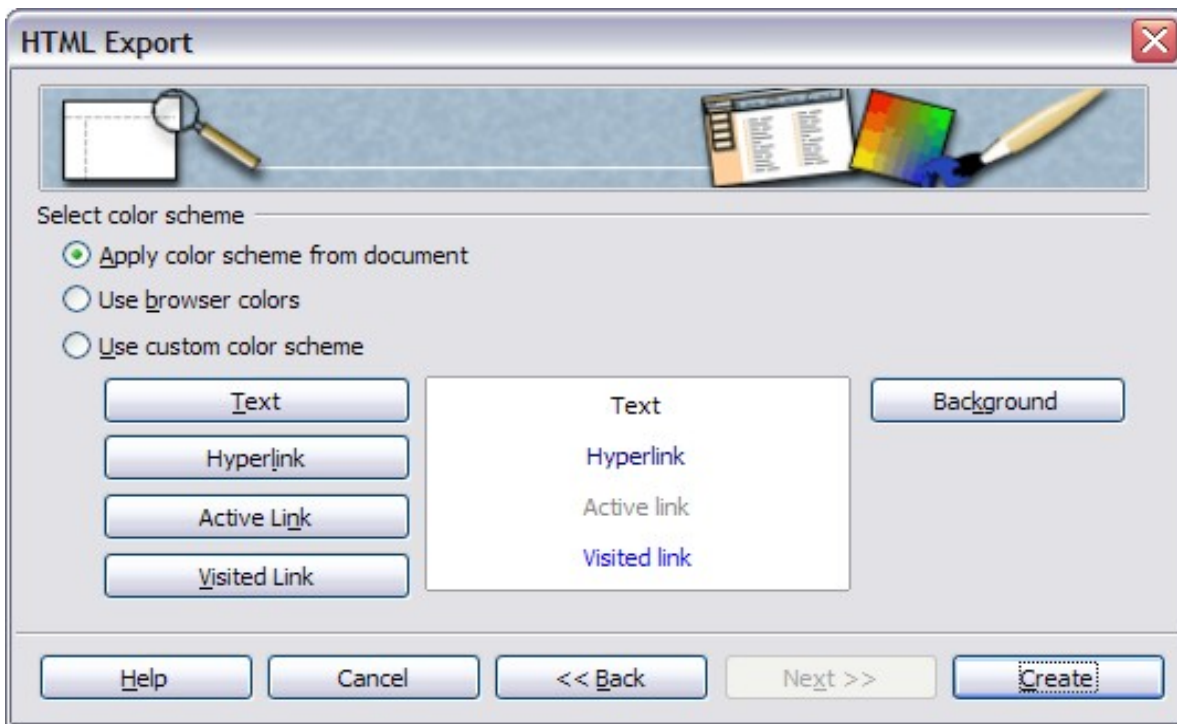 HTML Export
Select color scheme
Apply color scheme from document
Use browser colors
Use custom color scheme
Text
Text
Background
Hyperlink
Hyperlink
Active Link
Active link
Visited Link
Visited link
Help
Cancel
<< Back
Next >>
Create